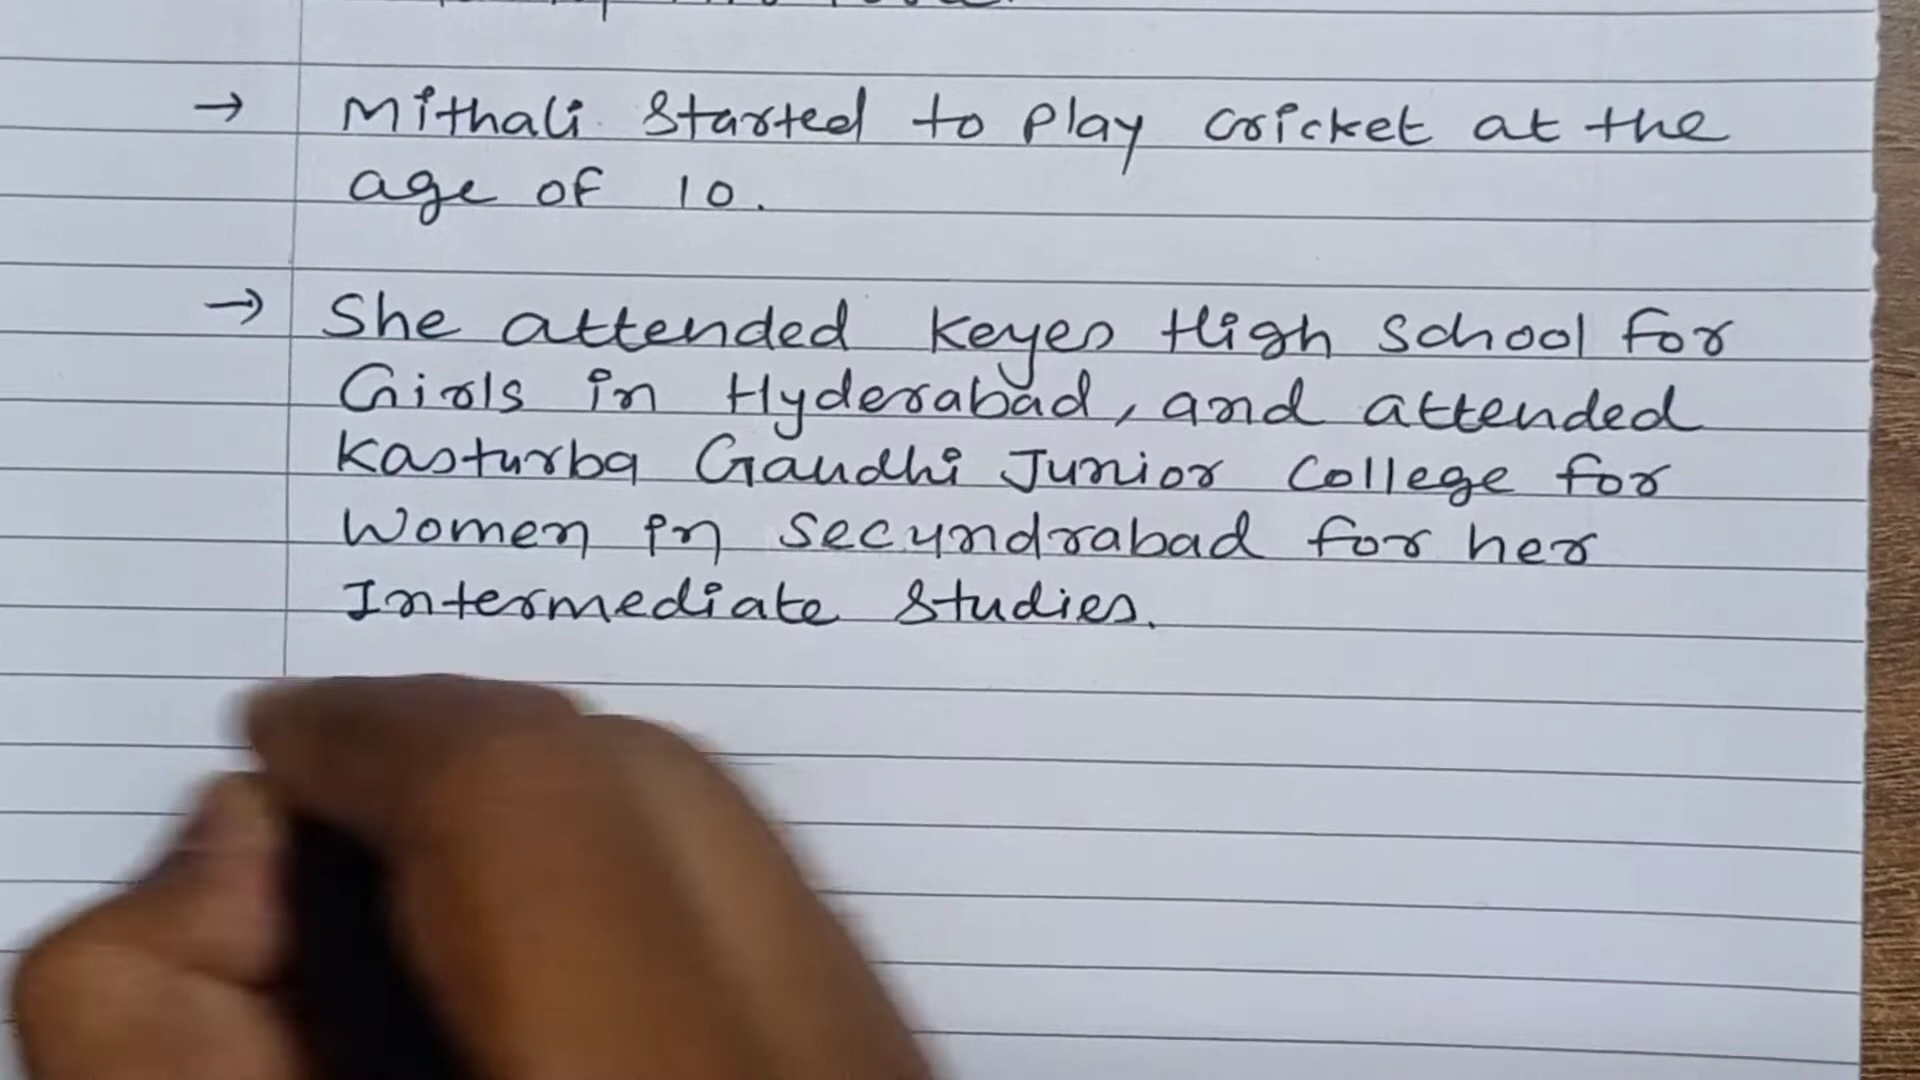 → Mithali started to play cricket at the
age of 10.
→ She attended Keyes High School for
Girls in Hyderabad, and attended
Kasturba Gandhi Junior College for
Women in Secundrabad for her
Intermediate Studies.